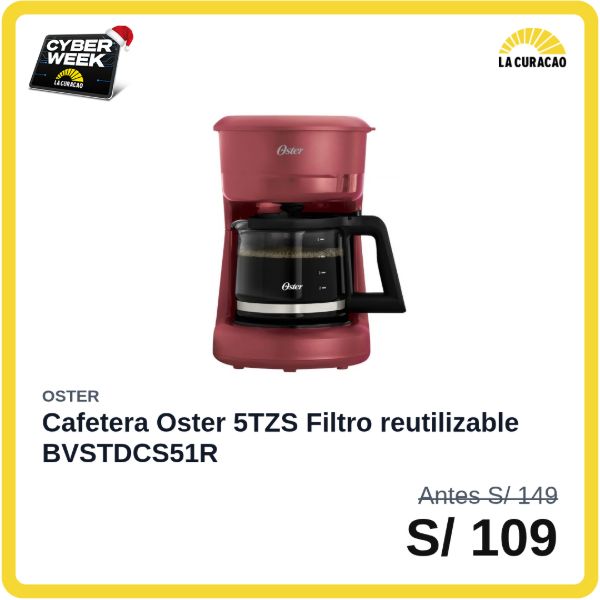 CYBER
WEEK
LA CURACAO
LA CURACAO
Oster
Oster
OSTER
Cafetera Oster 5TZS Filtro reutilizable
BVSTDCS51R
Antes S/ 149
S/ 109